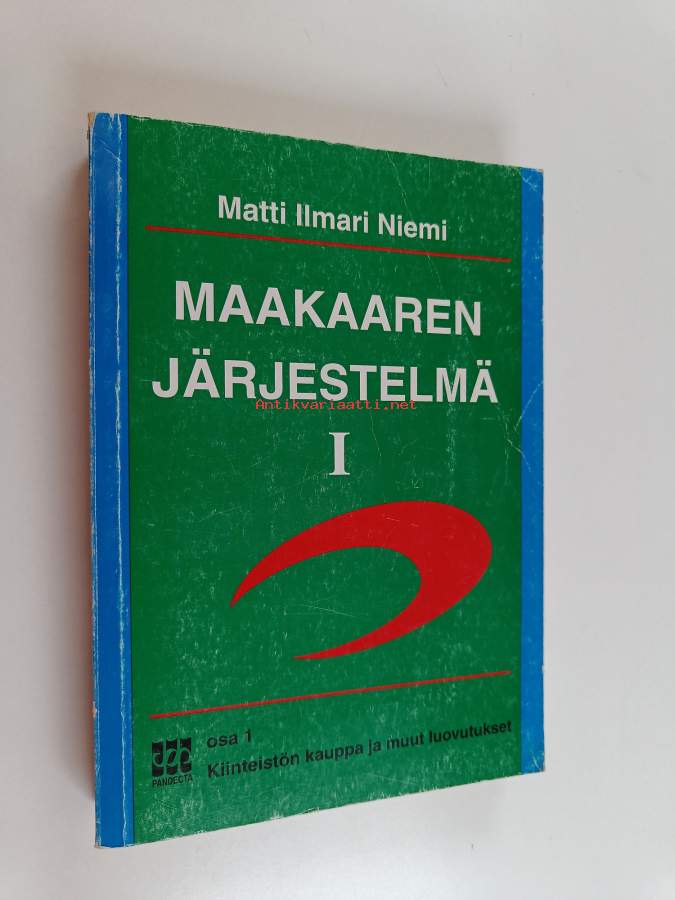 Matti Ilmari Niemi
MAAKAAREN
JÄRJESTELMÄ
Antikvariaatti.net
I
osa 1
Kiinteistön kauppa ja muut luovutukset
PANDECTA